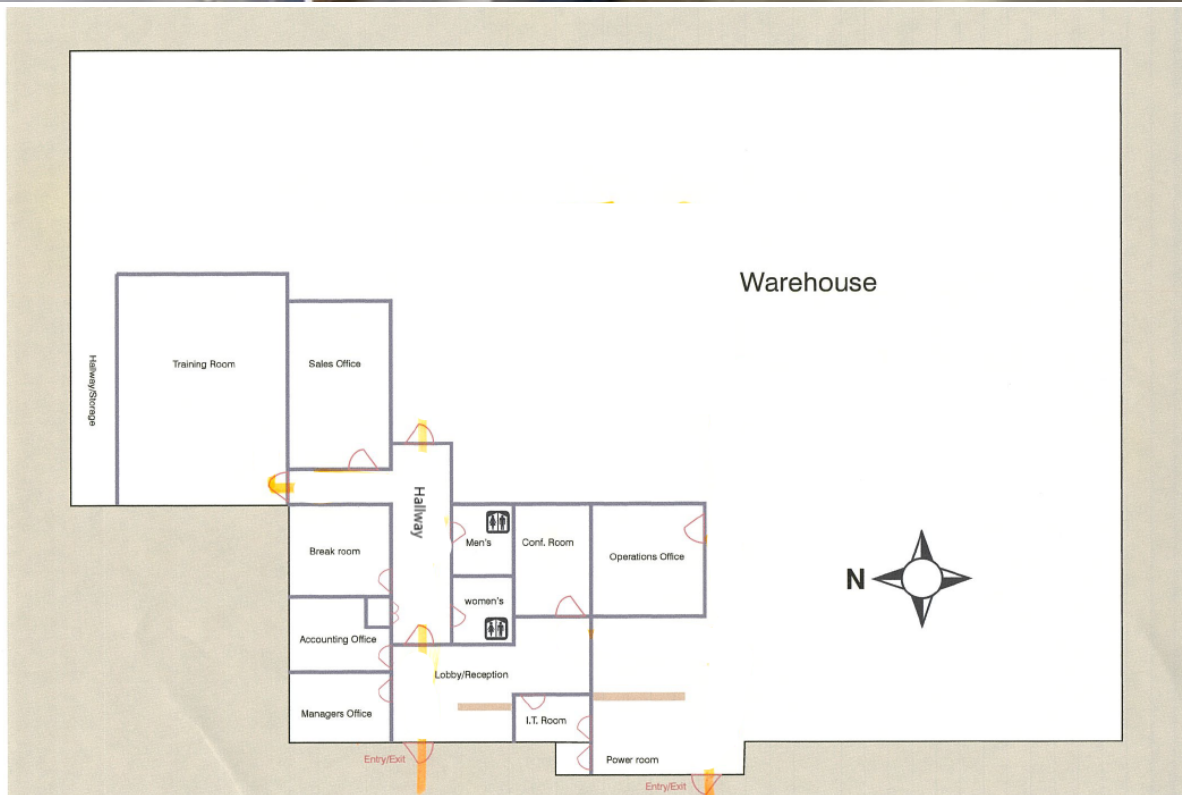 Warehouse
Hallway/Storage
Training Room
Sales Office
Hallway
Break room
Men's
Conf. Room
Operations Office
women's
N
Accounting Office
Lobby/Reception
Managers Office
I.T. Room
Entry/Exit
Power room
Entry/Exit